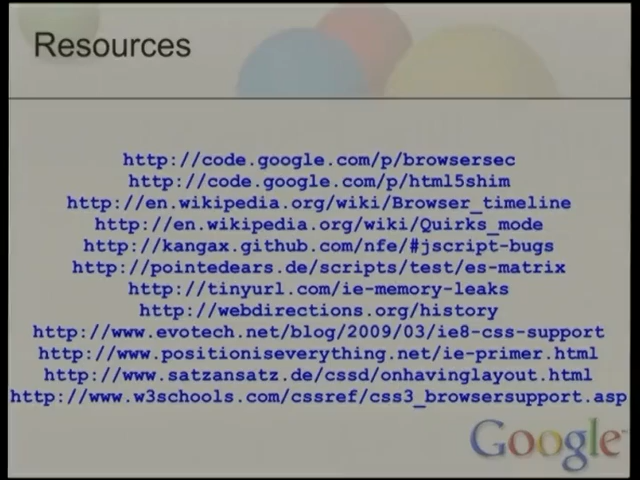 Resources
http://code.google.com/p/browsersec
http://code.google.com/p/html5shim
http://en.wikipedia.org/wiki/Browser_timeline
http://en.wikipedia.org/wiki/Quirks_mode
http://kangax.github.com/nfe/#jscript-bugs
http://pointedears.de/scripts/test/es-matrix
http://tinyurl.com/ie-memory-leaks
http://webdirections.org/history
http://www.evotech.net/blog/2009/03/ie8-css-support
http://www.positioniseverything.net/ie-primer.html
http://www.satzansatz.de/cssd/onhavinglayout.html
http://www.w3schools.com/cssref/css3_browsersupport.asp
Google